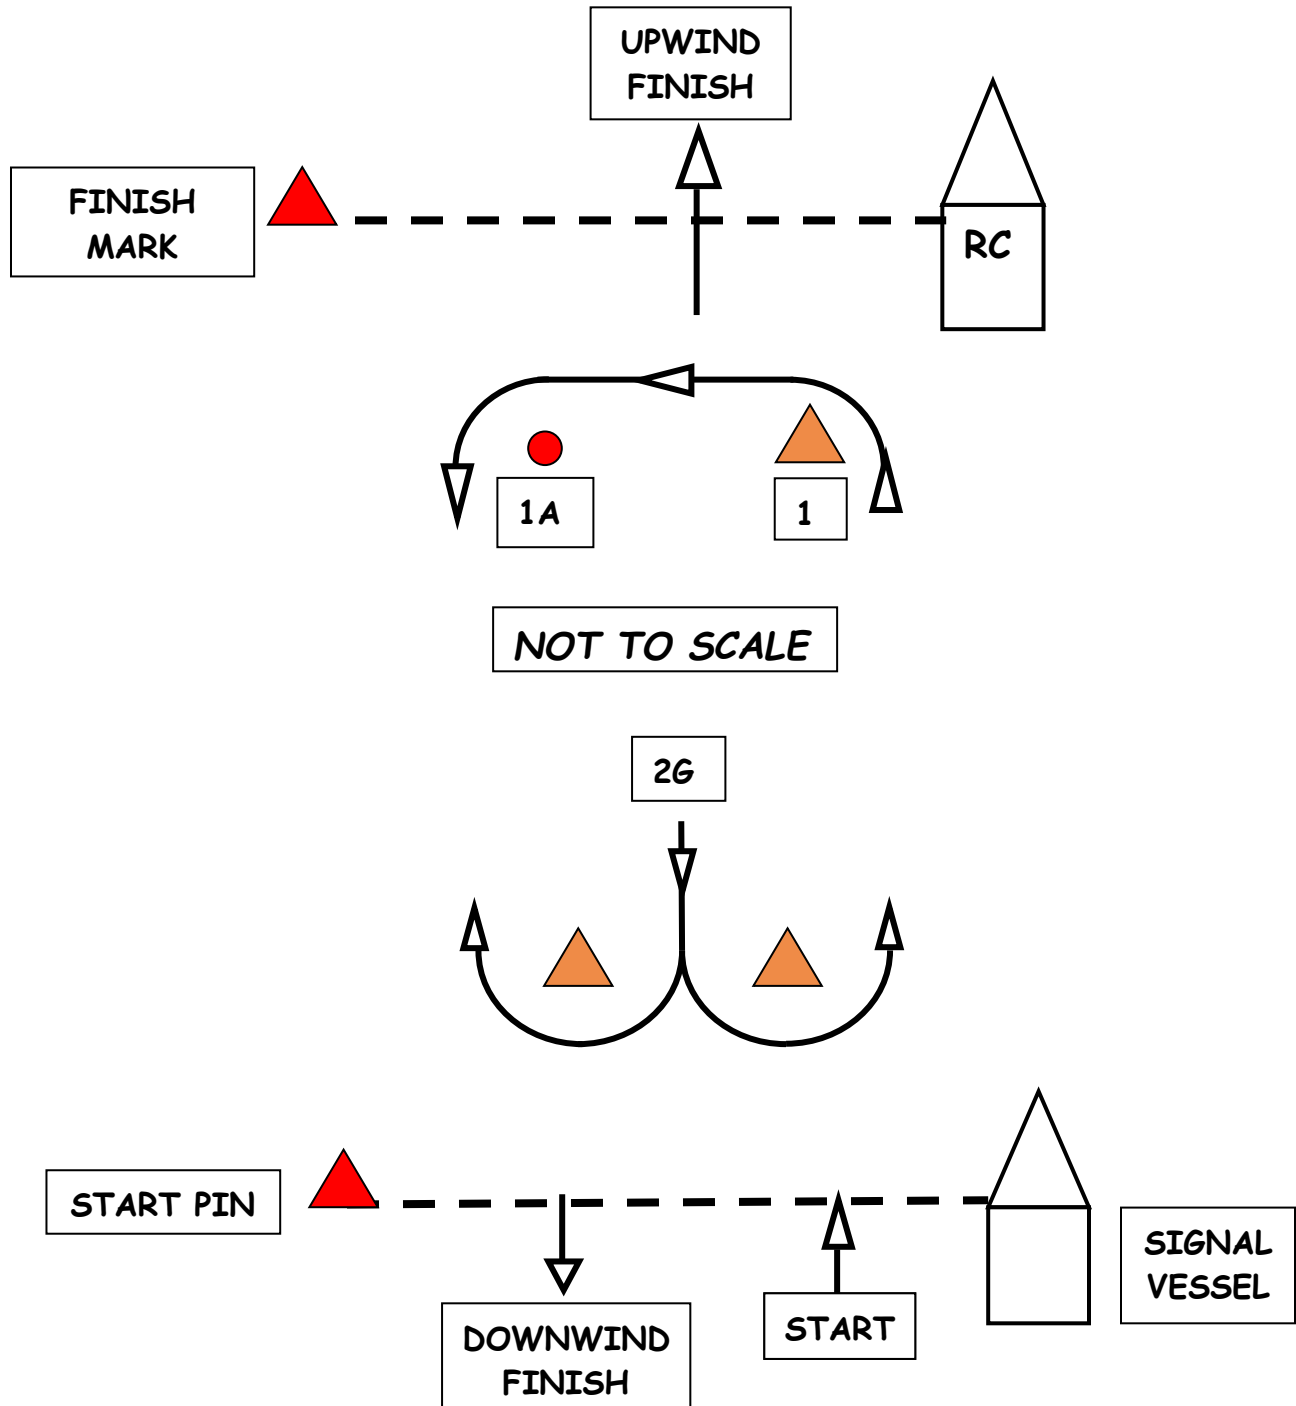 UPWIND
FINISH
FINISH
MARK
RC
1A
1
NOT TO SCALE
2G
START PIN
SIGNAL
VESSEL
START
DOWNWIND
FINISH